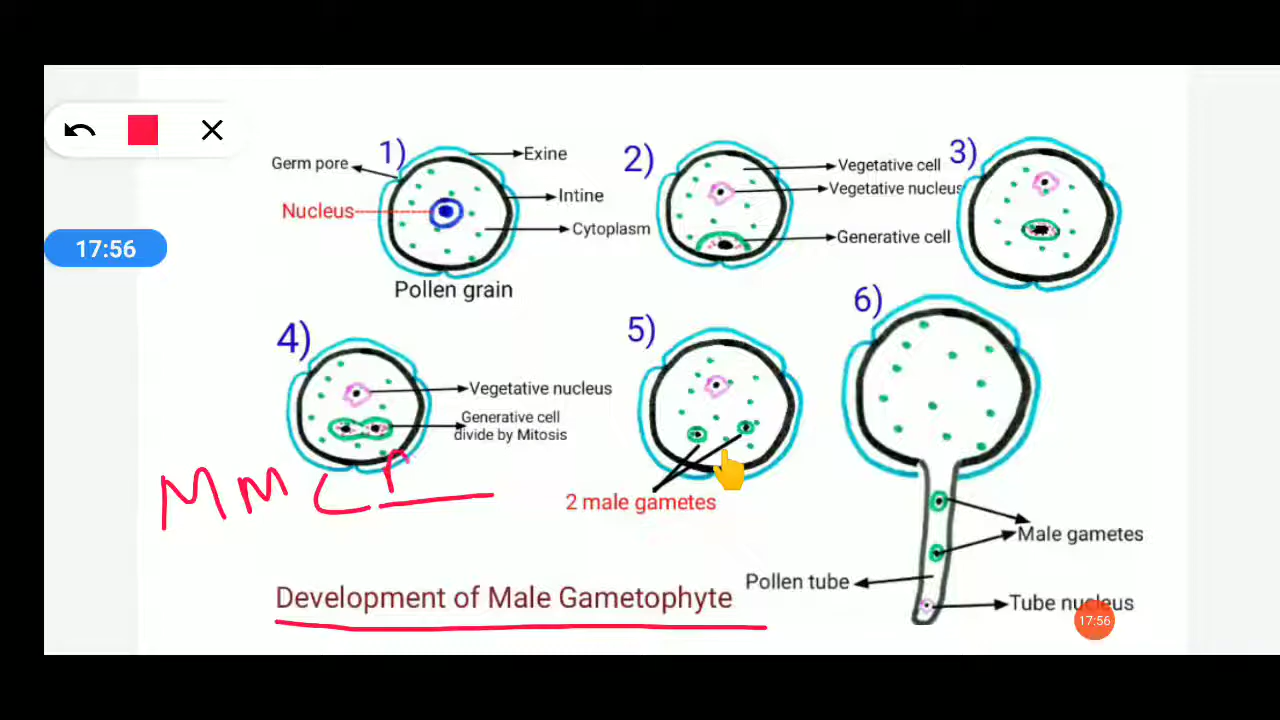 1)
Germ pore
Exine
Nucleus
Intine
Cytoplasm
Pollen grain
2)
Vegetative cell
Vegetative nucleus
Generative cell
3)
17:56
4)
Vegetative nucleus
Generative cell
divide by Mitosis
5)
2 male gametes
6)
Male gametes
Pollen tube
Tube nucleus
17:56
M M C
Development of Male Gametophyte